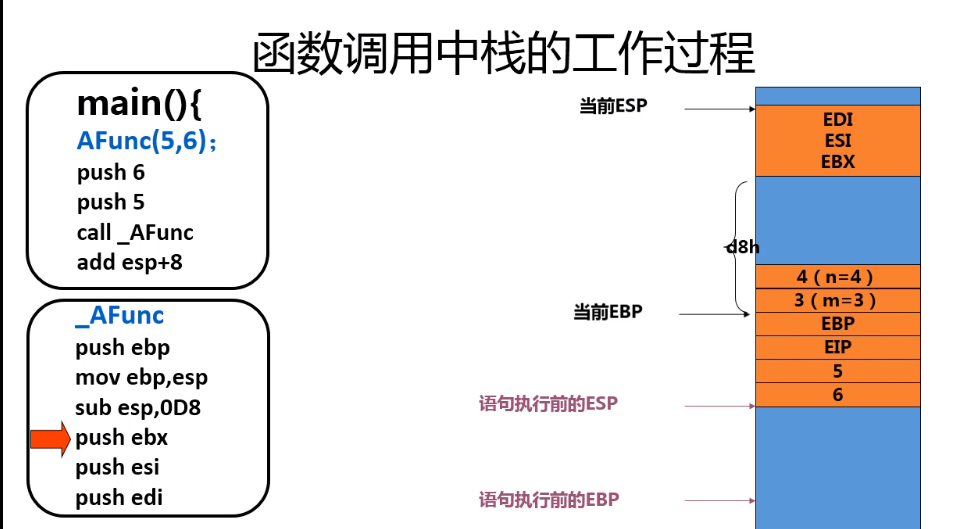 函数调用中栈的工作过程
main(){
AFunc(5,6);
push 6
push 5
call _AFunc
add esp+8
_AFunc
push ebp
mov ebp,esp
sub esp,0D8
push ebx
push esi
push edi
当前ESP
EDI
ESI
EBX
d8h
4（n=4）
3（m=3）
当前EBP
EBP
EIP
5
6
语句执行前的ESP
语句执行前的EBP